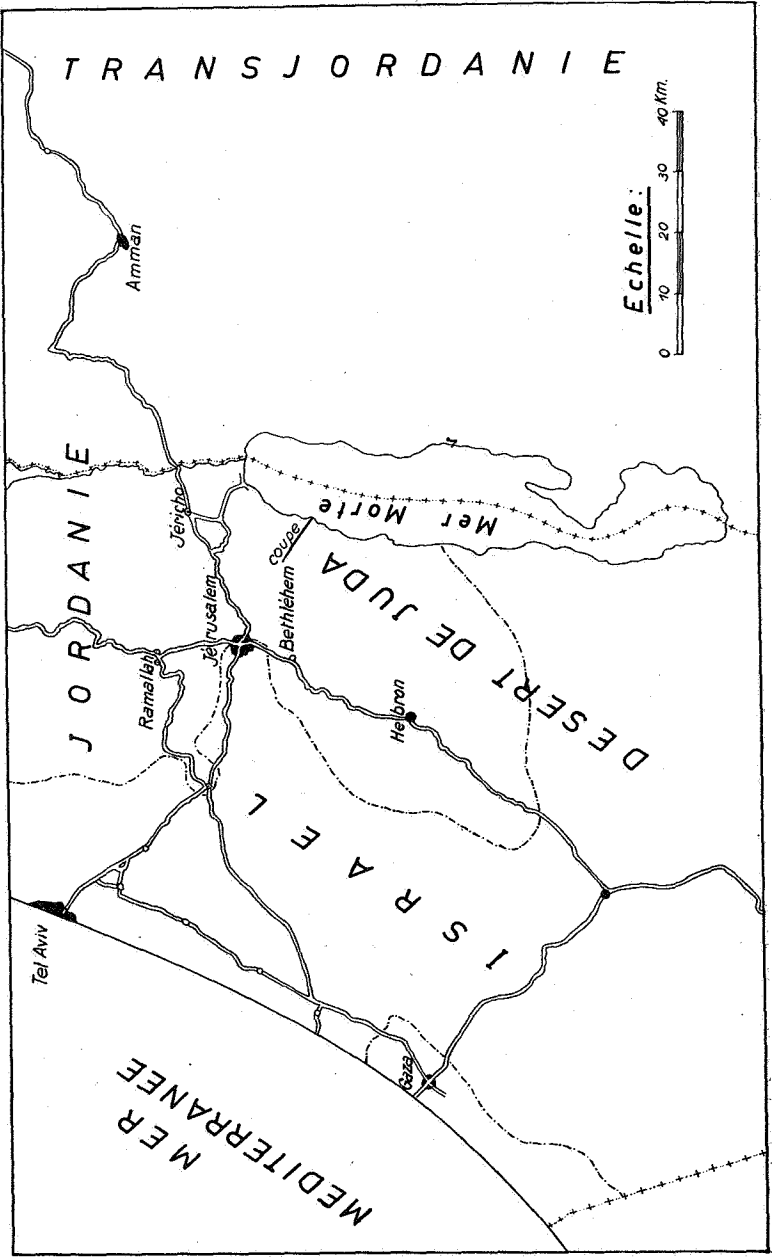 TRANSJORDANIE
Echelle:
0 10 20 30 40 Km.
Amman
JORDANIE
Jéricho
Mer Morte
coupe
Jérusalem
Bethléhem
DESERT DE JUDA
Ramallah
Hebron
ISRAEL
Tel Aviv
Gaza
MER
MEDITERRANEE